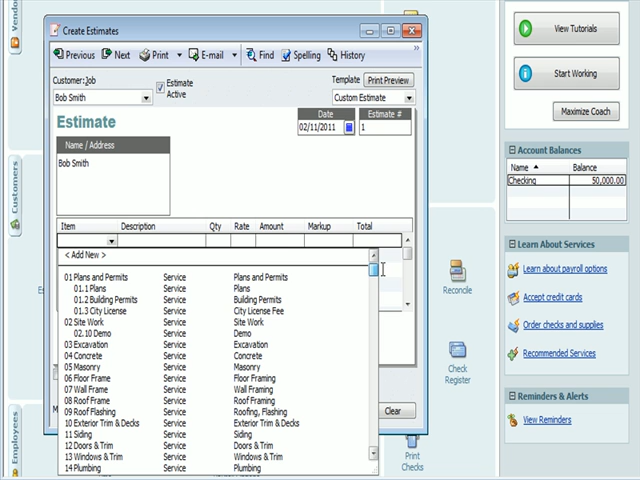 Vendors
Create Estimates
Previous Next Print E-mail Find Spelling History
Customer:Job
Estimate Active
Template Print Preview
Bob Smith
Custom Estimate
Estimate
Date Estimate #
02/11/2011 1
Name / Address
Bob Smith
Item Description Qty Rate Amount Markup Total
< Add New >
01 Plans and Permits Service Plans and Permits
01.1 Plans Service Plans
01.2 Building Permits Service Building Permits
01.3 City License Service City License Fee
02 Site Work Service Site Work
02.10 Demo Service Demo
03 Excavation Service Excavation
04 Concrete Service Concrete
05 Masonry Service Masonry
06 Floor Frame Service Floor Framing
07 Wall Frame Service Wall Framing
08 Roof Frame Service Roof Framing
09 Roof Flashing Service Roofing, Flashing
10 Exterior Trim & Decks Service Exterior Trim & Decks
11 Siding Service Siding
12 Doors & Trim Service Doors & Trim
13 Windows & Trim Service Windows & Trim
14 Plumbing Service Plumbing
Clear
Customers
Employees
Reconcile
Check
Register
Print
Checks
View Tutorials
Start Working
Maximize Coach
Account Balances
Name Balance
Checking 50,000.00
Learn About Services
Learn about payroll options
Accept credit cards
Order checks and supplies
Recommended Services
Reminders & Alerts
View Reminders